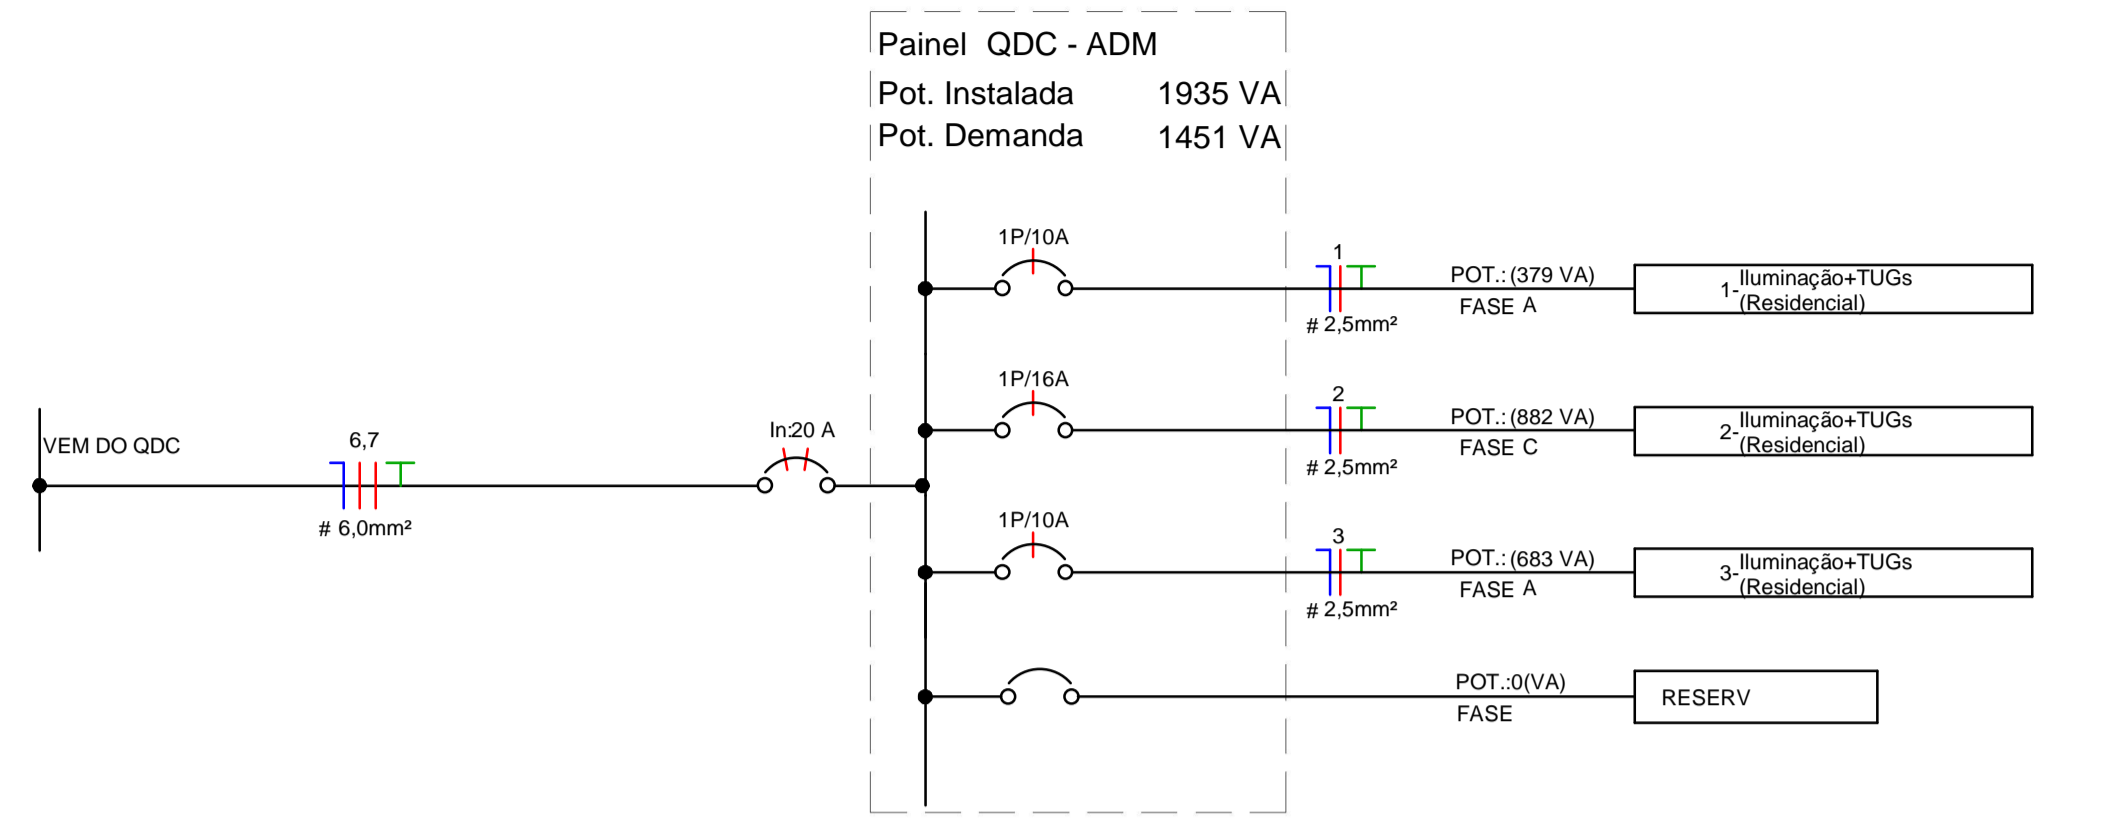 Painel QDC - ADM
Pot. Instalada 1935 VA
Pot. Demanda 1451 VA
VEM DO QDC
6,7
# 6,0mm²
In:20 A
1P/10A
1
# 2,5mm²
POT.: (379 VA)
FASE A
1-Iluminação+TUGs
(Residencial)
1P/16A
2
# 2,5mm²
POT.: (882 VA)
FASE C
2-Iluminação+TUGs
(Residencial)
1P/10A
3
# 2,5mm²
POT.: (683 VA)
FASE A
3-Iluminação+TUGs
(Residencial)
POT.:0(VA)
FASE
RESERV